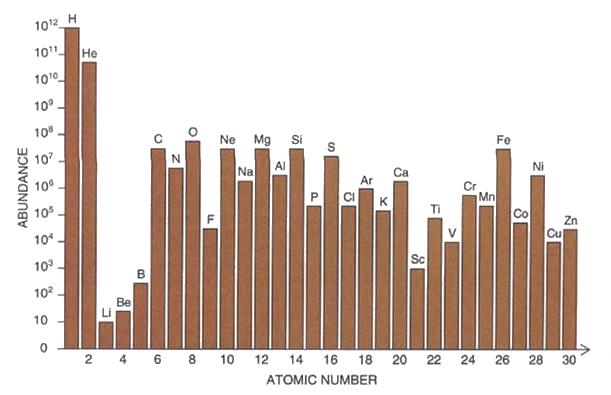 H
He
Li
Be
B
C
N
O
F
Ne
Na
Mg
Al
Si
P
S
Cl
Ar
K
Ca
Sc
Ti
V
Cr
Mn
Fe
Co
Ni
Cu
Zn
ABUNDANCE
10¹²
10¹¹
10¹⁰
10⁹
10⁸
10⁷
10⁶
10⁵
10⁴
10³
10²
10
0
2 4 6 8 10 12 14 16 18 20 22 24 26 28 30
ATOMIC NUMBER